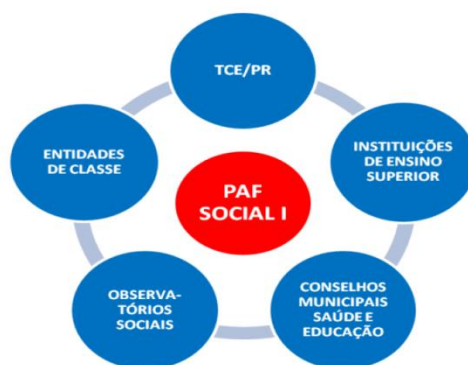 TCE/PR
ENTIDADES
DE CLASSE
INSTITUIÇÕES
DE ENSINO
SUPERIOR
PAF
SOCIAL I
OBSERVA-
TÓRIOS
SOCIAIS
CONSELHOS
MUNICIPAIS
SAÚDE E
EDUCAÇÃO